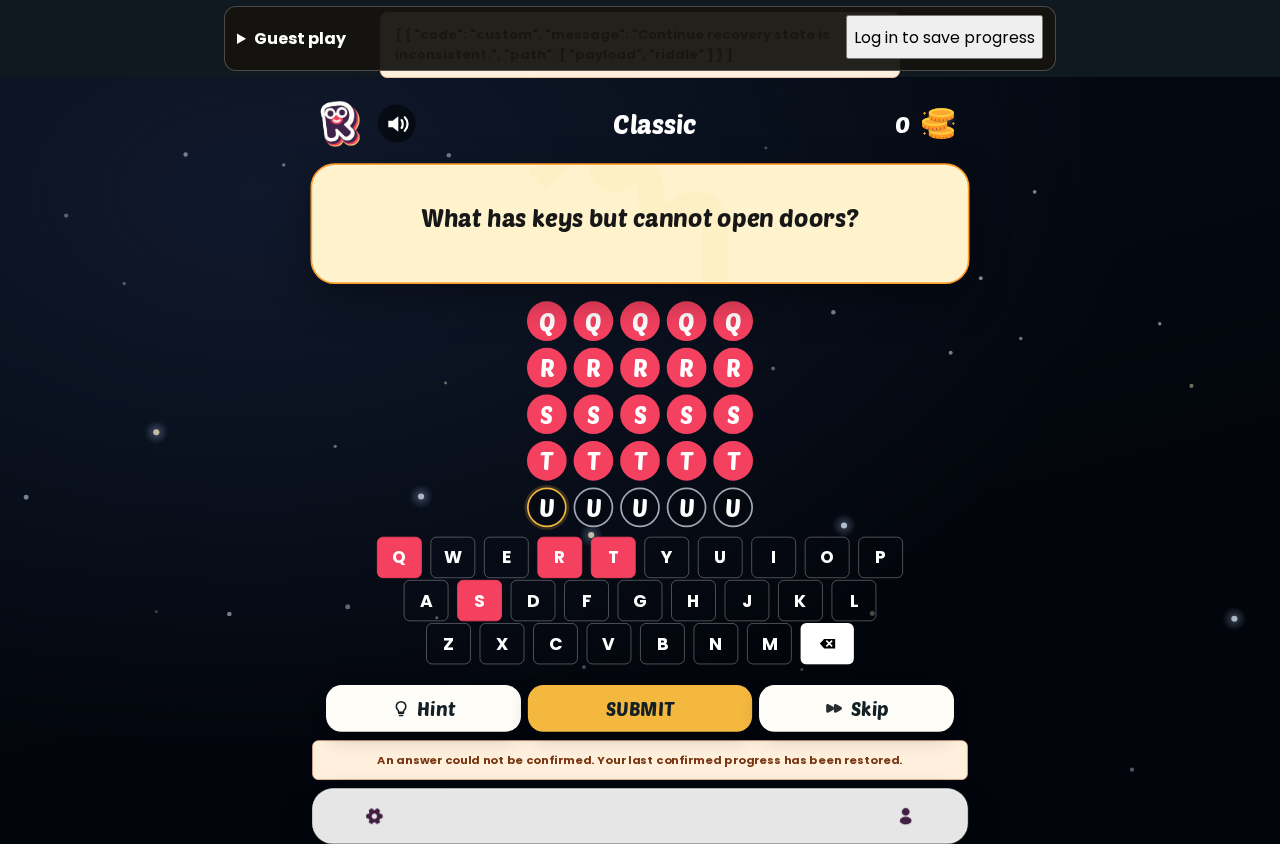 Guest play
[ { "code": "custom", "message": "Continue recovery state is
inconsistent.", "path": [ "payload", "riddle" ] } ]
Log in to save progress
Classic
0
What has keys but cannot open doors?
Q Q Q Q Q
R R R R R
S S S S S
T T T T T
U U U U U
Q W E R T Y U I O P
A S D F G H J K L
Z X C V B N M
Hint
SUBMIT
Skip
An answer could not be confirmed. Your last confirmed progress has been restored.